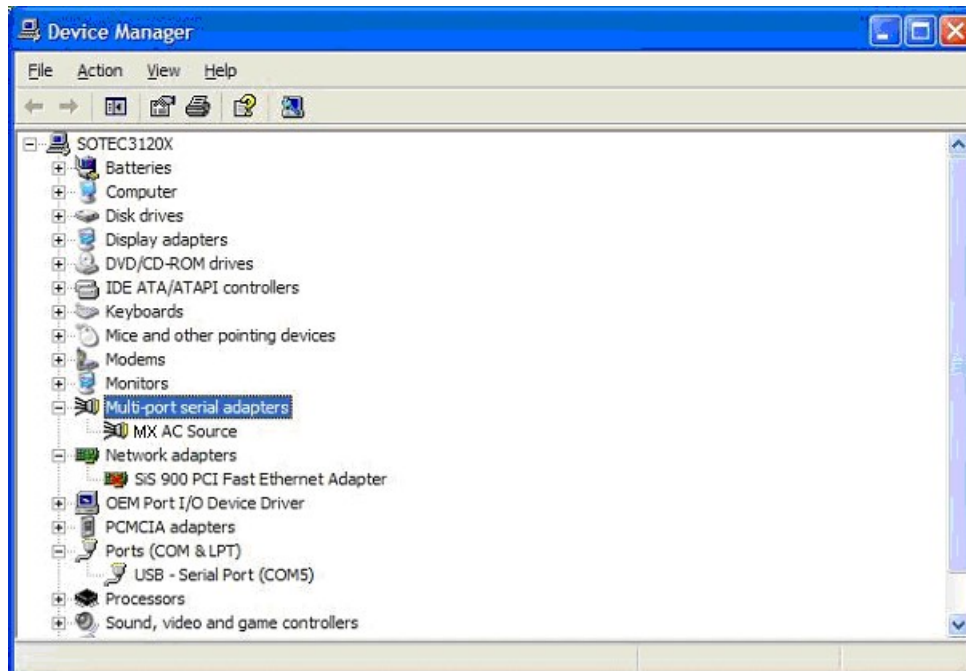 Device Manager
File Action View Help
SOTEC3120X
Batteries
Computer
Disk drives
Display adapters
DVD/CD-ROM drives
IDE ATA/ATAPI controllers
Keyboards
Mice and other pointing devices
Modems
Monitors
Multi-port serial adapters
MX AC Source
Network adapters
SiS 900 PCI Fast Ethernet Adapter
OEM Port I/O Device Driver
PCMCIA adapters
Ports (COM & LPT)
USB - Serial Port (COM5)
Processors
Sound, video and game controllers